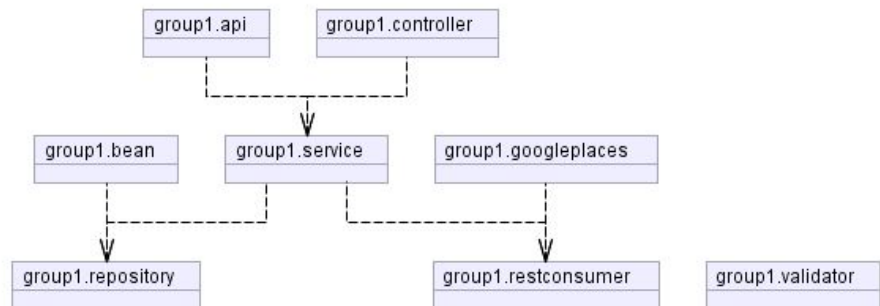 group1.api
group1.controller
group1.bean
group1.service
group1.googleplaces
group1.repository
group1.restconsumer
group1.validator